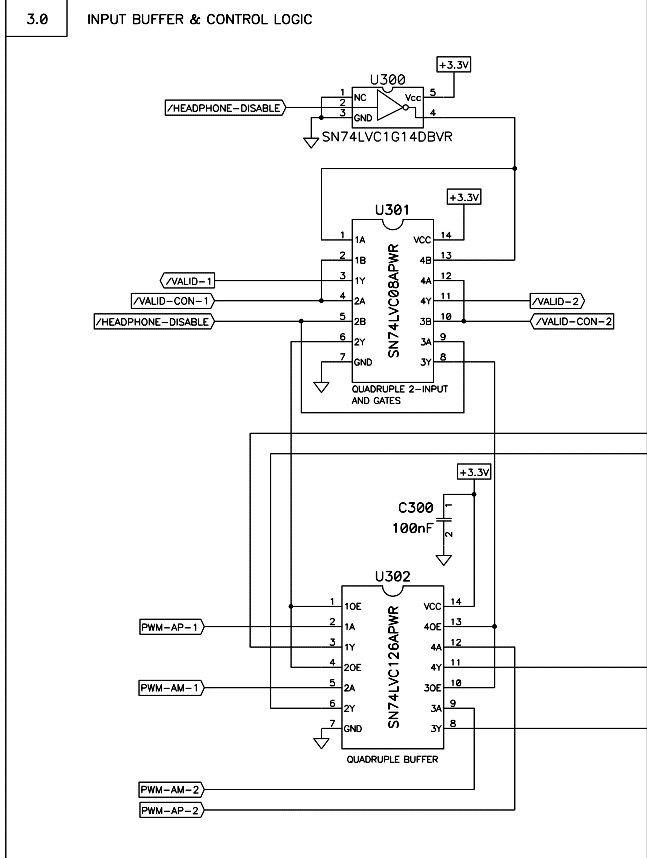 3.0 INPUT BUFFER & CONTROL LOGIC
+3.3V
U300
1 NC Vcc 5
/HEADPHONE-DISABLE 2 4
3 GND
SN74LVC1G14DBVR
+3.3V
U301
1 1A VCC 14
2 1B 4B 13
/VALID-1 3 1Y 4A 12
/VALID-CON-1 4 2A 4Y 11 /VALID-2
/HEADPHONE-DISABLE 5 2B 3B 10 /VALID-CON-2
6 2Y 3A 9
7 GND 3Y 8
SN74LVC08APWR
QUADRUPLE 2-INPUT
AND GATES
+3.3V
C300 1
100nF 2
U302
1 1OE VCC 14
PWM-AP-1 2 1A 4OE 13
3 1Y 4A 12
4 2OE 4Y 11
PWM-AM-1 5 2A 3OE 10
6 2Y 3A 9
7 GND 3Y 8
SN74LVC126APWR
QUADRUPLE BUFFER
PWM-AM-2
PWM-AP-2